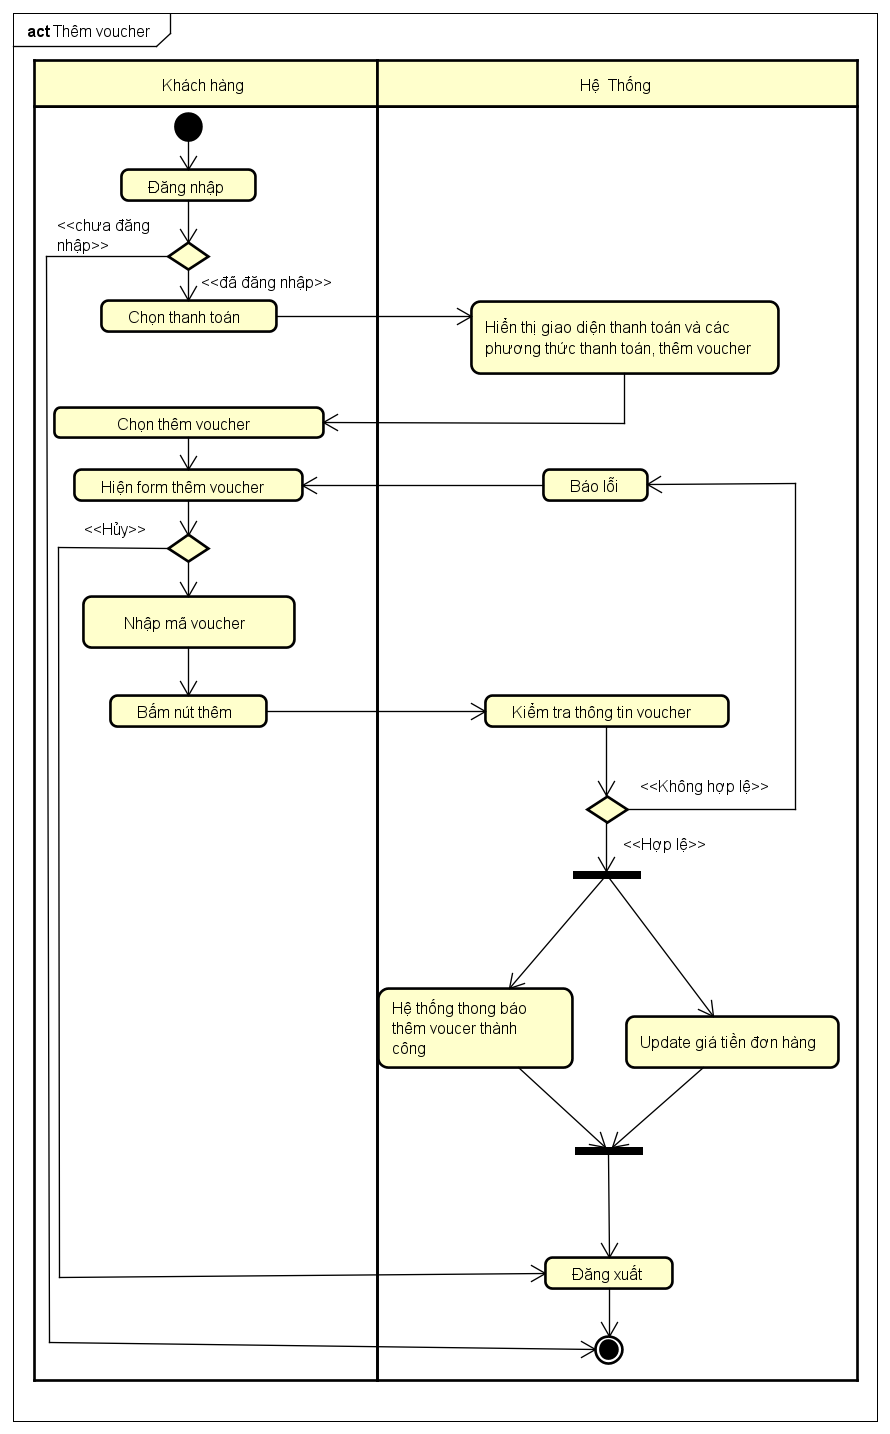 act Thêm voucher
Khách hàng
Hệ Thống
Đăng nhập
<<chưa đăng
nhập>>
<<đã đăng nhập>>
Chọn thanh toán
Hiển thị giao diện thanh toán và các
phương thức thanh toán, thêm voucher
Chọn thêm voucher
Hiện form thêm voucher
Báo lỗi
<<Hủy>>
Nhập mã voucher
Bấm nút thêm
Kiểm tra thông tin voucher
<<Không hợp lệ>>
<<Hợp lệ>>
Hệ thống thong báo
thêm voucer thành
công
Update giá tiền đơn hàng
Đăng xuất